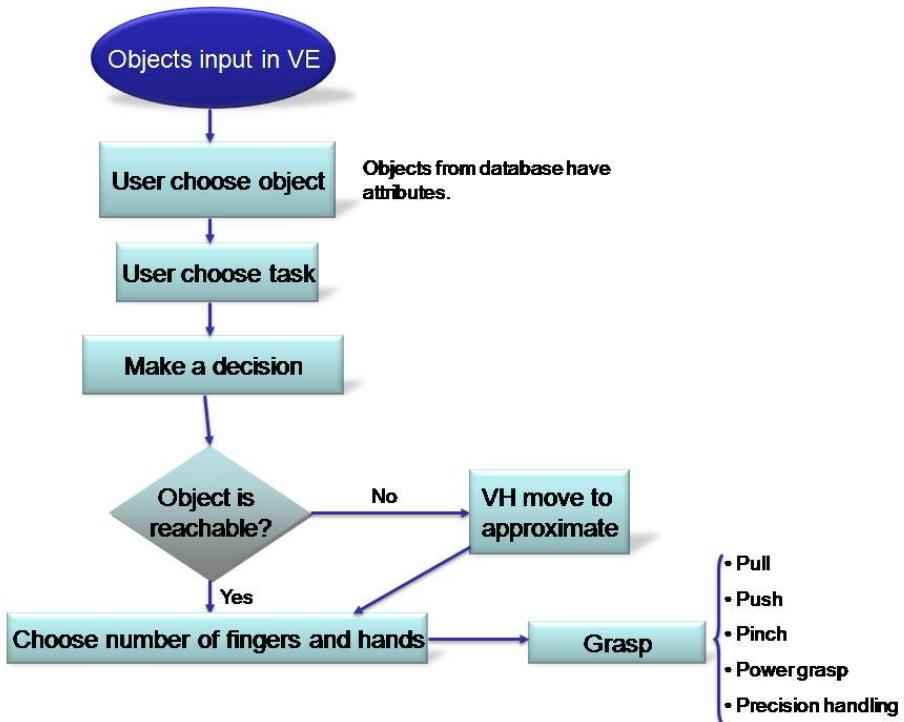 Objects input in VE
User choose object
Objects from database have
attributes.
User choose task
Make a decision
Object is
reachable?
No
VH move to
approximate
Yes
Choose number of fingers and hands
Grasp
• Pull
• Push
• Pinch
• Power grasp
• Precision handling